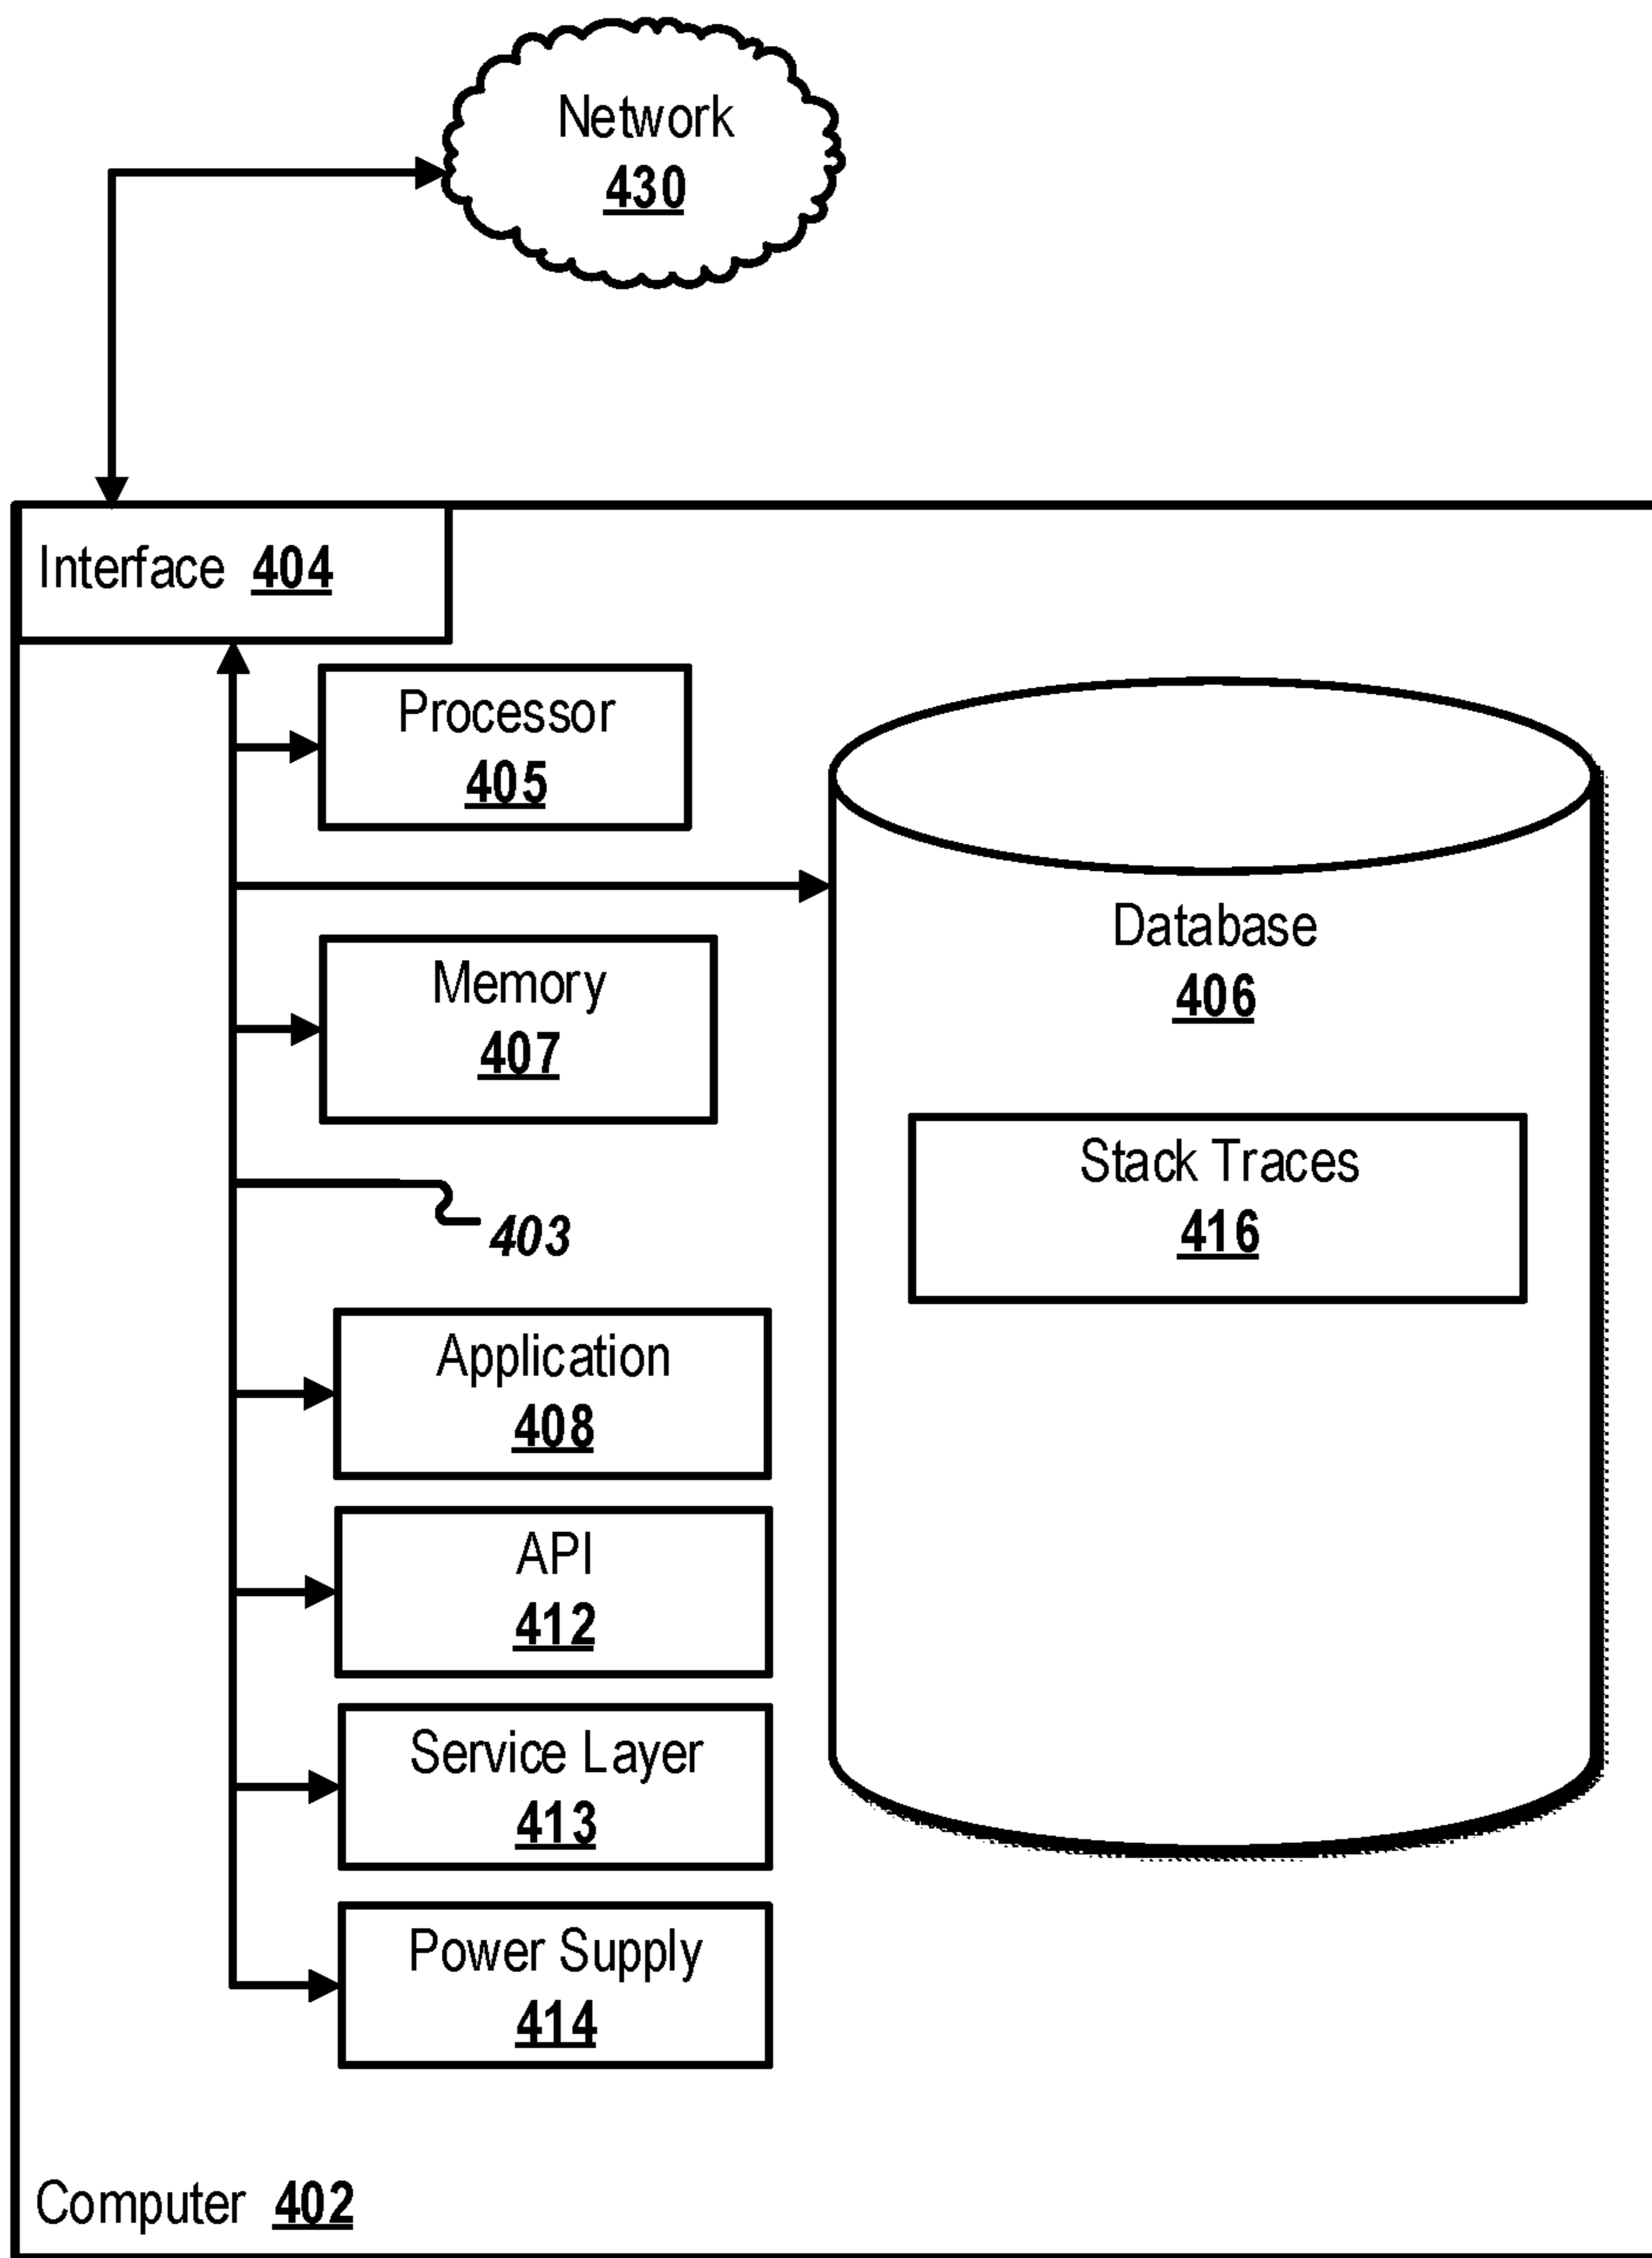 Network
430
Interface 404
Processor
405
Database
406
Memory
407
Stack Traces
416
403
Application
408
API
412
Service Layer
413
Power Supply
414
Computer 402